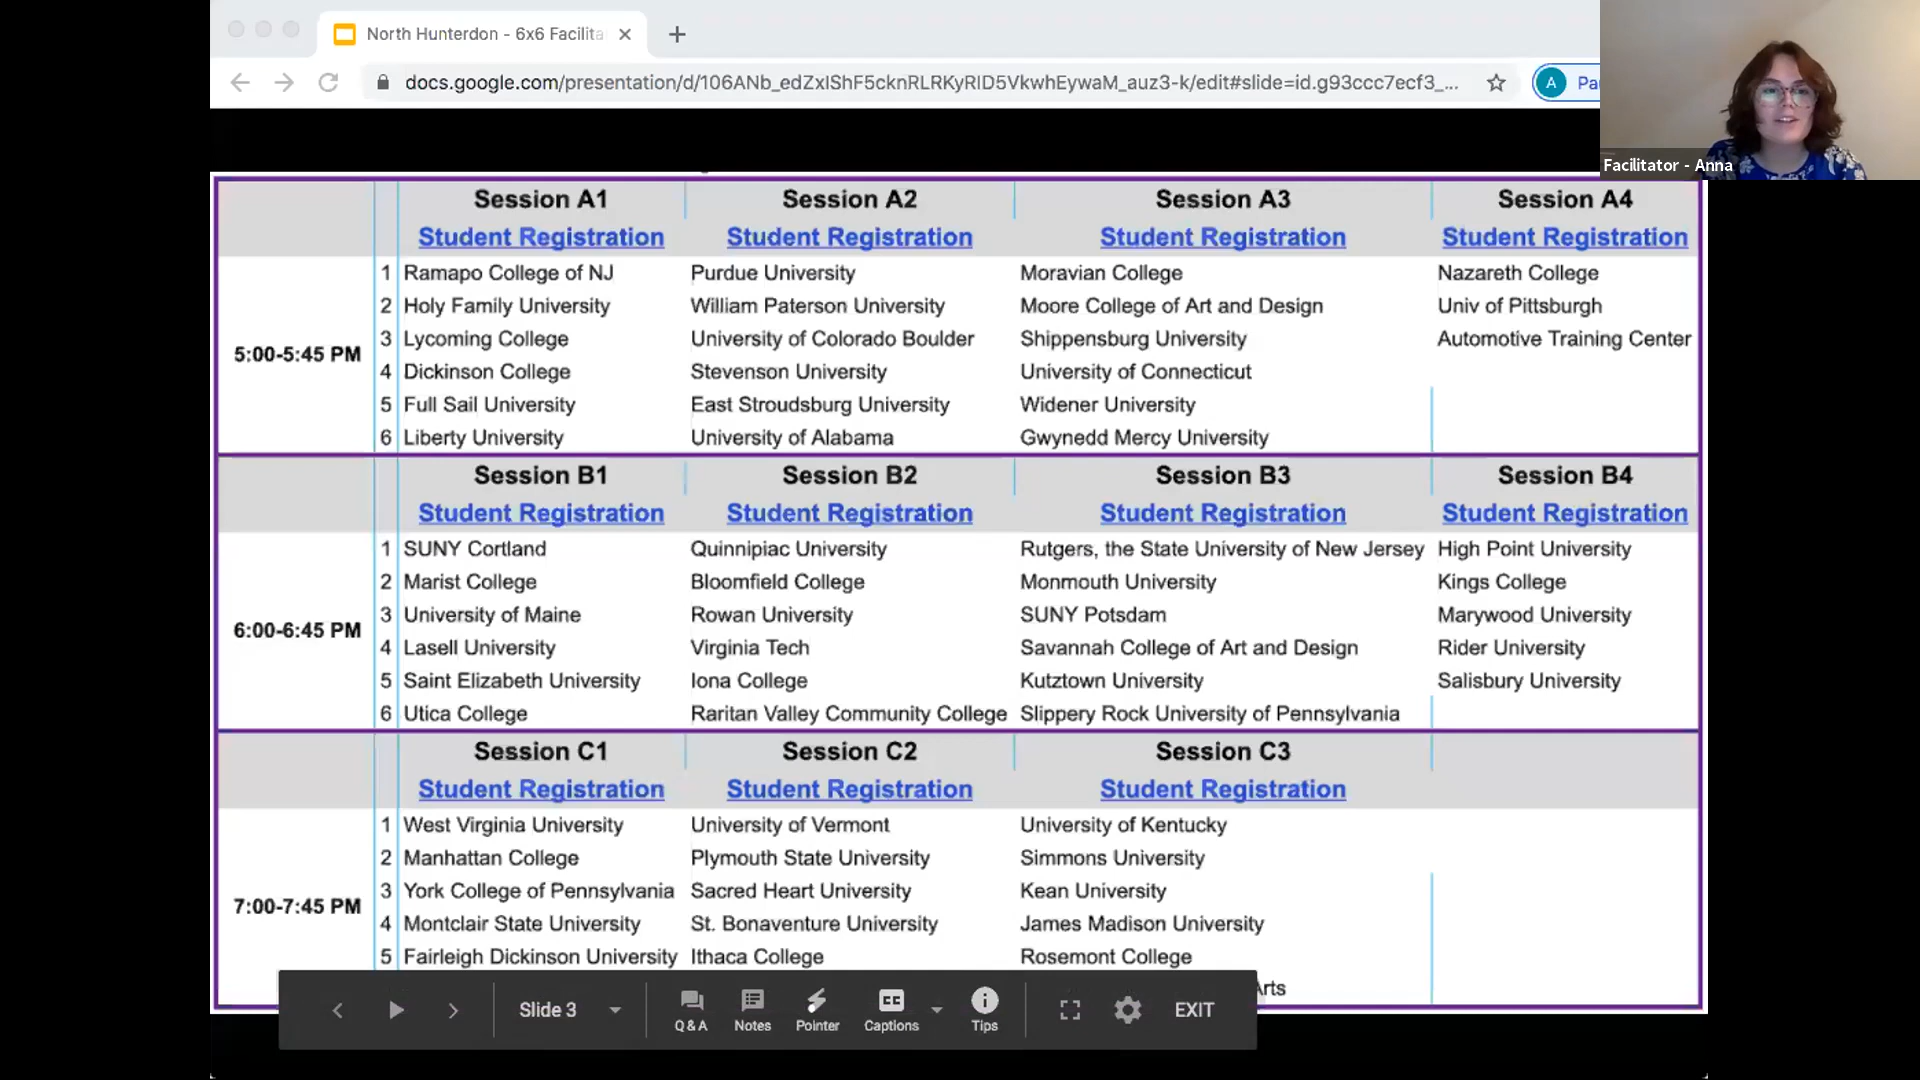 North Hunterdon - 6x6 Facilita
docs.google.com/presentation/d/106ANb_edZxIShF5cknRLRKyRID5VkwhEywaM_auz3-k/edit#slide=id.g93ccc7ecf3_...
A Pau
Facilitator - Anna
Session A1 Session A2 Session A3 Session A4
Student Registration Student Registration Student Registration Student Registration
1 Ramapo College of NJ Purdue University Moravian College Nazareth College
2 Holy Family University William Paterson University Moore College of Art and Design Univ of Pittsburgh
3 Lycoming College University of Colorado Boulder Shippensburg University Automotive Training Center
5:00-5:45 PM
4 Dickinson College Stevenson University University of Connecticut
5 Full Sail University East Stroudsburg University Widener University
6 Liberty University University of Alabama Gwynedd Mercy University
Session B1 Session B2 Session B3 Session B4
Student Registration Student Registration Student Registration Student Registration
1 SUNY Cortland Quinnipiac University Rutgers, the State University of New Jersey High Point University
2 Marist College Bloomfield College Monmouth University Kings College
3 University of Maine Rowan University SUNY Potsdam Marywood University
6:00-6:45 PM
4 Lasell University Virginia Tech Savannah College of Art and Design Rider University
5 Saint Elizabeth University Iona College Kutztown University Salisbury University
6 Utica College Raritan Valley Community College Slippery Rock University of Pennsylvania
Session C1 Session C2 Session C3
Student Registration Student Registration Student Registration
1 West Virginia University University of Vermont University of Kentucky
2 Manhattan College Plymouth State University Simmons University
3 York College of Pennsylvania Sacred Heart University Kean University
7:00-7:45 PM
4 Montclair State University St. Bonaventure University James Madison University
5 Fairleigh Dickinson University Ithaca College Rosemont College
Arts
Slide 3 Q & A Notes Pointer CC Captions Tips EXIT